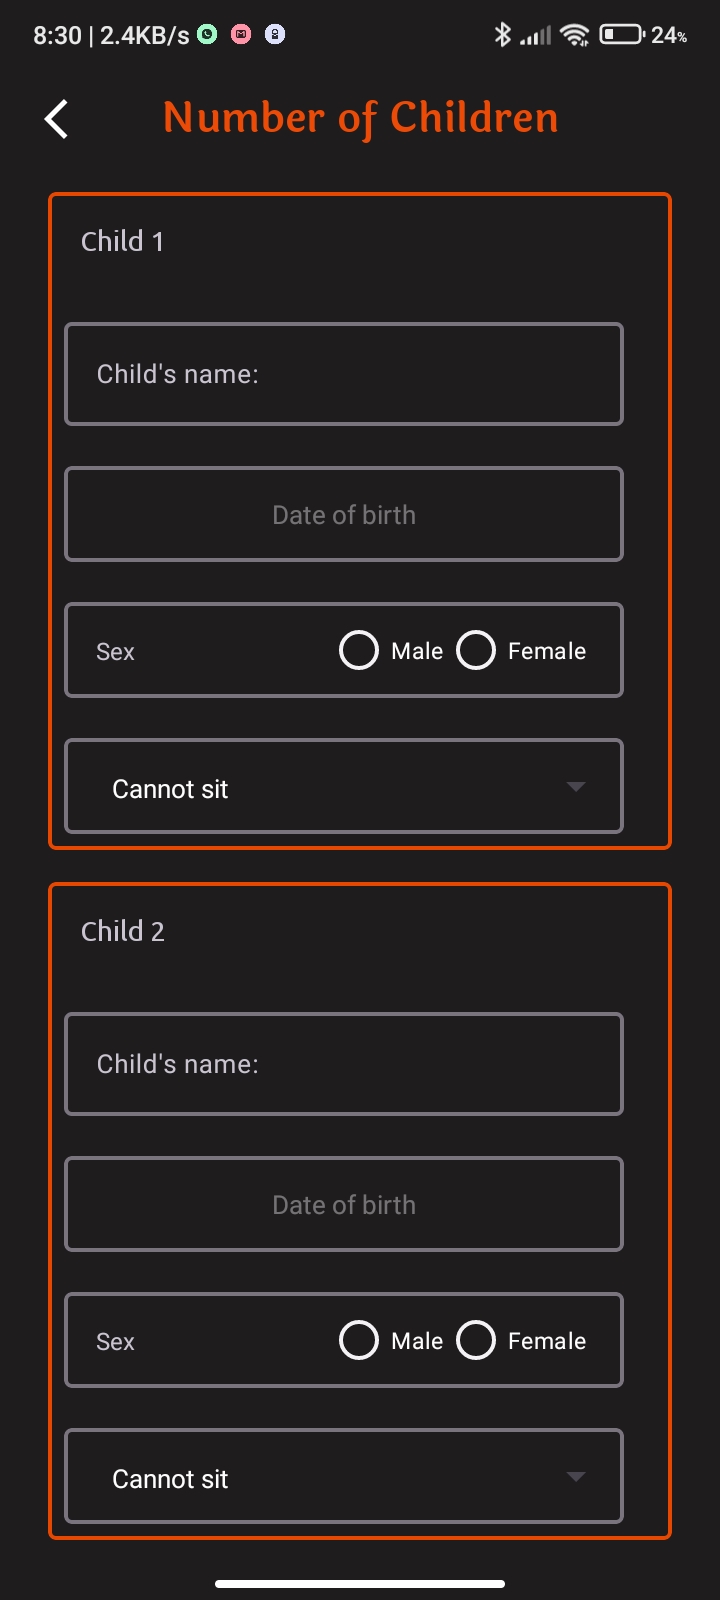 8:30 | 2.4KB/s 24%
Number of Children
Child 1
Child's name:
Date of birth
Sex Male Female
Cannot sit
Child 2
Child's name:
Date of birth
Sex Male Female
Cannot sit